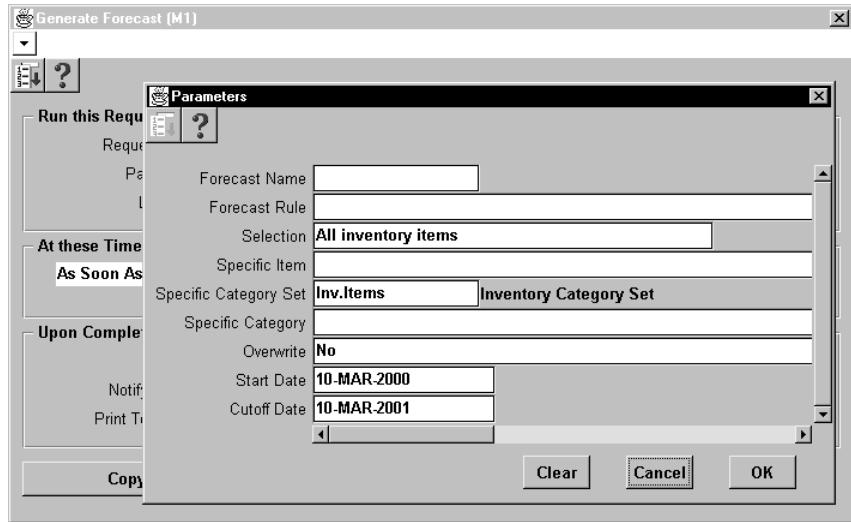 Generate Forecast (M1)
?
Parameters
?
Run this Requ
Reque
Pa
L
At these Time
As Soon As
Upon Comple
Notif
Print T
Copy
Forecast Name
Forecast Rule
Selection All inventory items
Specific Item
Specific Category Set Inv.Items Inventory Category Set
Specific Category
Overwrite No
Start Date 10-MAR-2000
Cutoff Date 10-MAR-2001
Clear Cancel OK